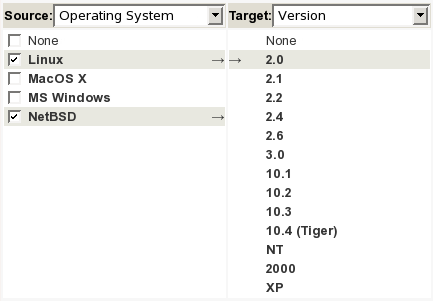 Source: Operating System Target: Version
None
Linux → →
MacOS X
MS Windows
NetBSD →
None
2.0
2.1
2.2
2.4
2.6
3.0
10.1
10.2
10.3
10.4 (Tiger)
NT
2000
XP